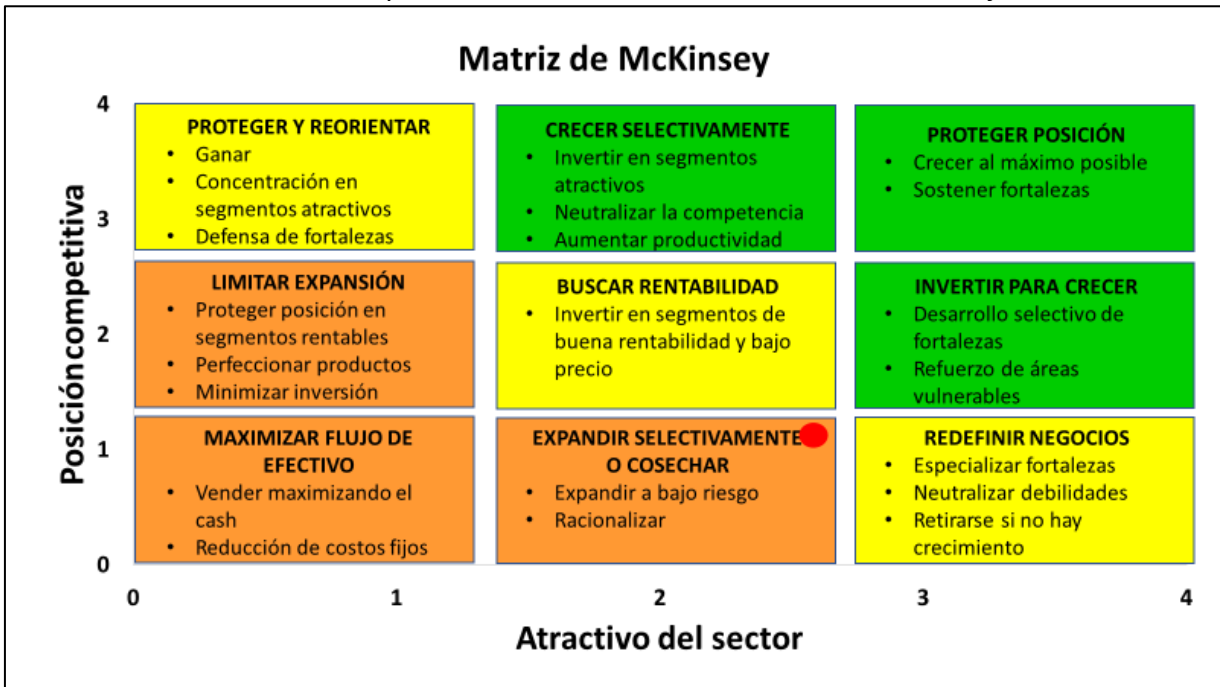 Matriz de McKinsey
Posición competitiva
4
3
2
1
0
PROTEGER Y REORIENTAR
• Ganar
• Concentración en
segmentos atractivos
• Defensa de fortalezas
CRECER SELECTIVAMENTE
• Invertir en segmentos
atractivos
• Neutralizar la competencia
• Aumentar productividad
PROTEGER POSICIÓN
• Crecer al máximo posible
• Sostener fortalezas
LIMITAR EXPANSIÓN
• Proteger posición en
segmentos rentables
• Perfeccionar productos
• Minimizar inversión
BUSCAR RENTABILIDAD
• Invertir en segmentos de
buena rentabilidad y bajo
precio
INVERTIR PARA CRECER
• Desarrollo selectivo de
fortalezas
• Refuerzo de áreas
vulnerables
MAXIMIZAR FLUJO DE
EFECTIVO
• Vender maximizando el
cash
• Reducción de costos fijos
EXPANDIR SELECTIVAMENTE
O COSECHAR
• Expandir a bajo riesgo
• Racionalizar
REDEFINIR NEGOCIOS
• Especializar fortalezas
• Neutralizar debilidades
• Retirarse si no hay
crecimiento
0
1
2
3
4
Atractivo del sector